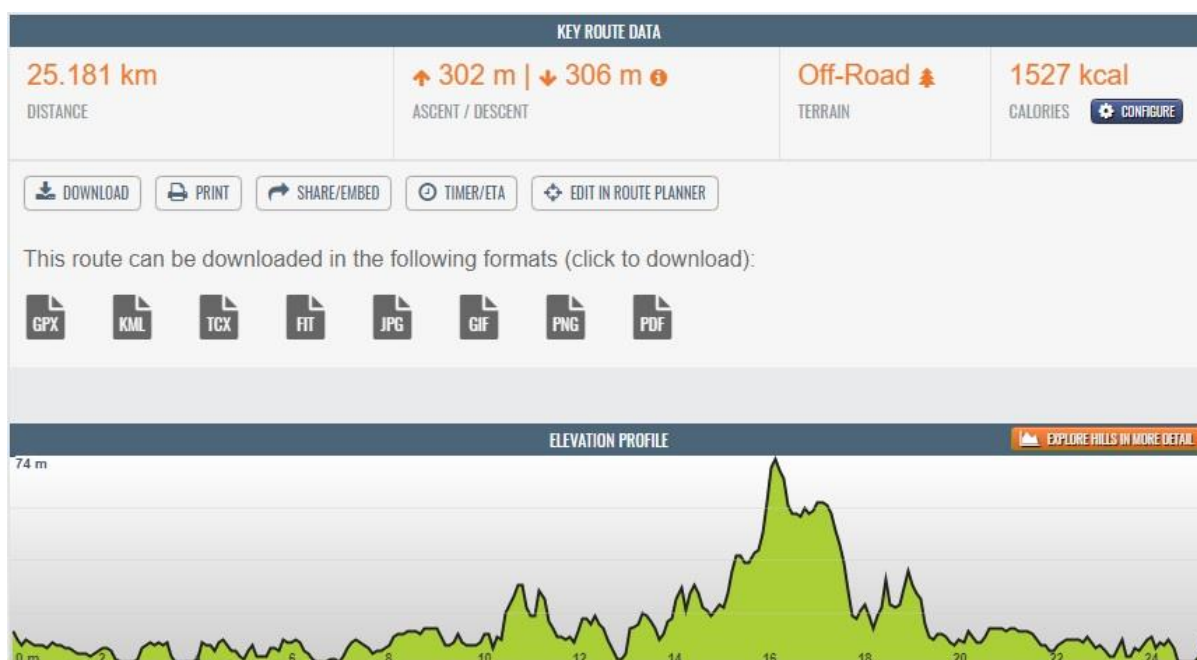 KEY ROUTE DATA
25.181 km
302 m | 306 m
Off-Road
1527 kcal
DISTANCE
ASCENT / DESCENT
TERRAIN
CALORIES
CONFIGURE
DOWNLOAD
PRINT
SHARE/EMBED
TIMER/ETA
EDIT IN ROUTE PLANNER
This route can be downloaded in the following formats (click to download):
GPX
KML
TCX
FIT
JPG
GIF
PNG
PDF
ELEVATION PROFILE
EXPLORE HILLS IN MORE DETAIL
74 m
0 m
2
6
8
10
12
14
16
18
20
22
24